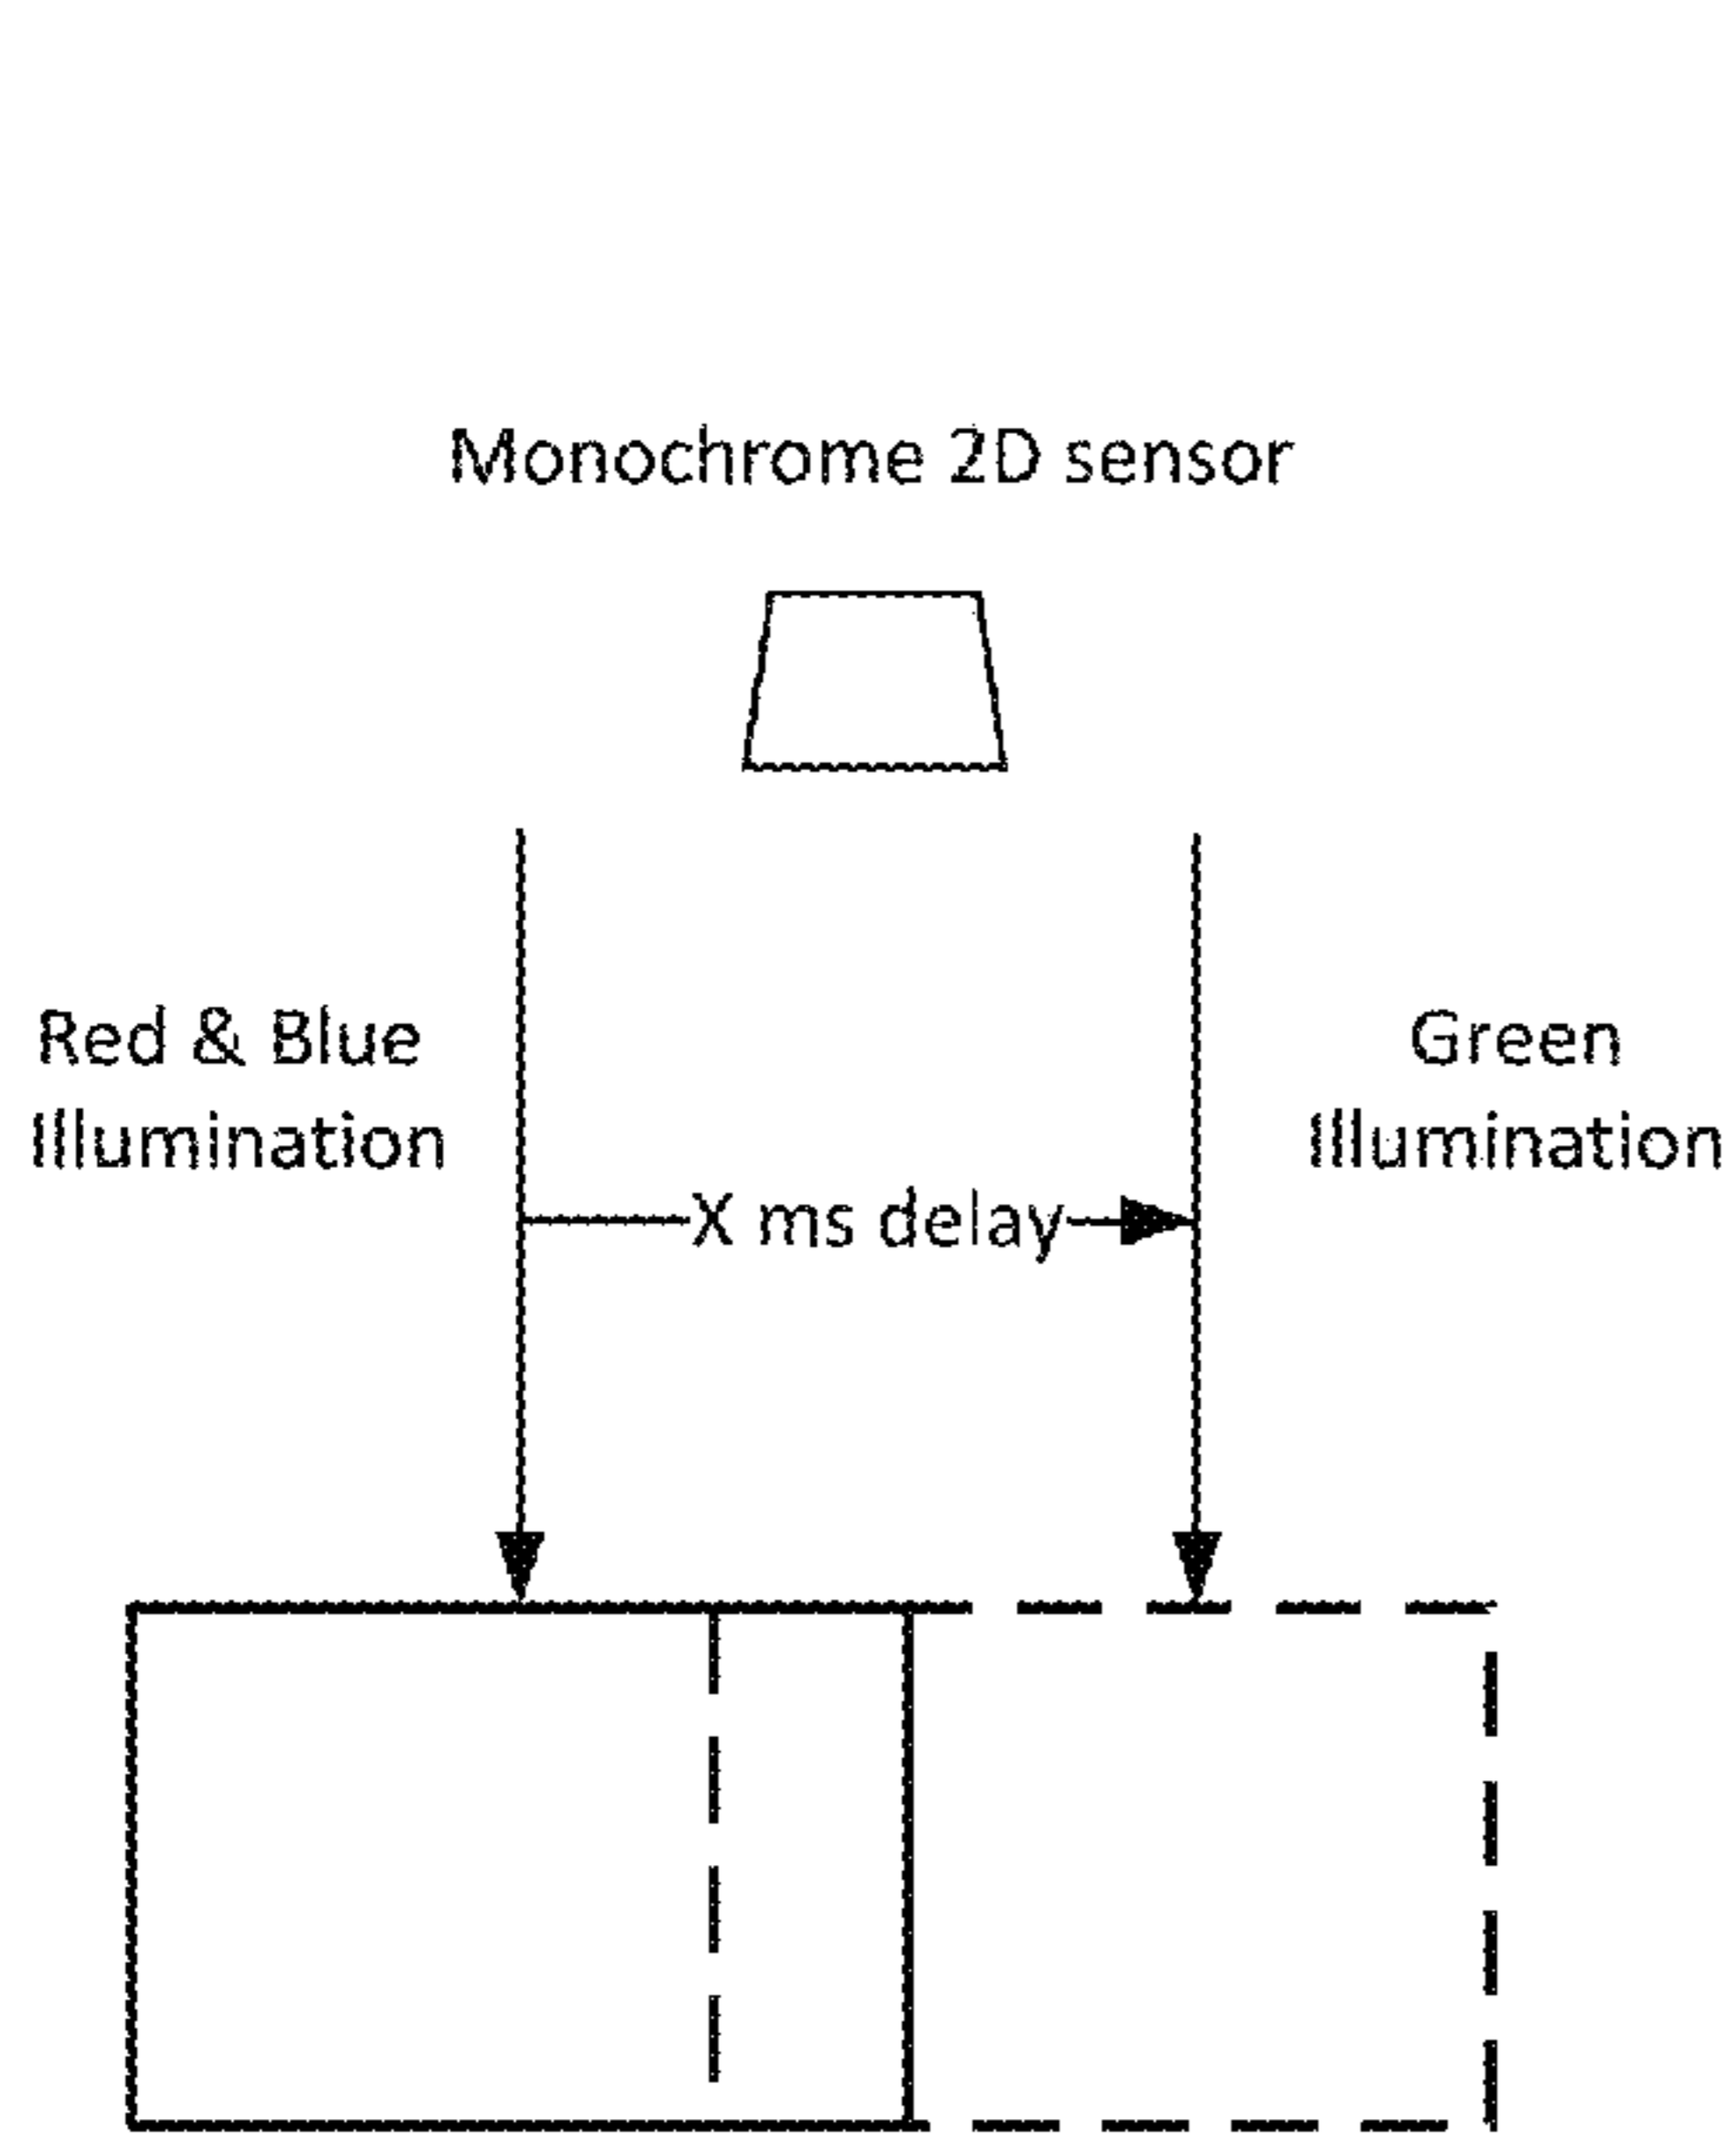 Monochrome 2D sensor
Red & Blue
Illumination
Green
Illumination
X ms delay